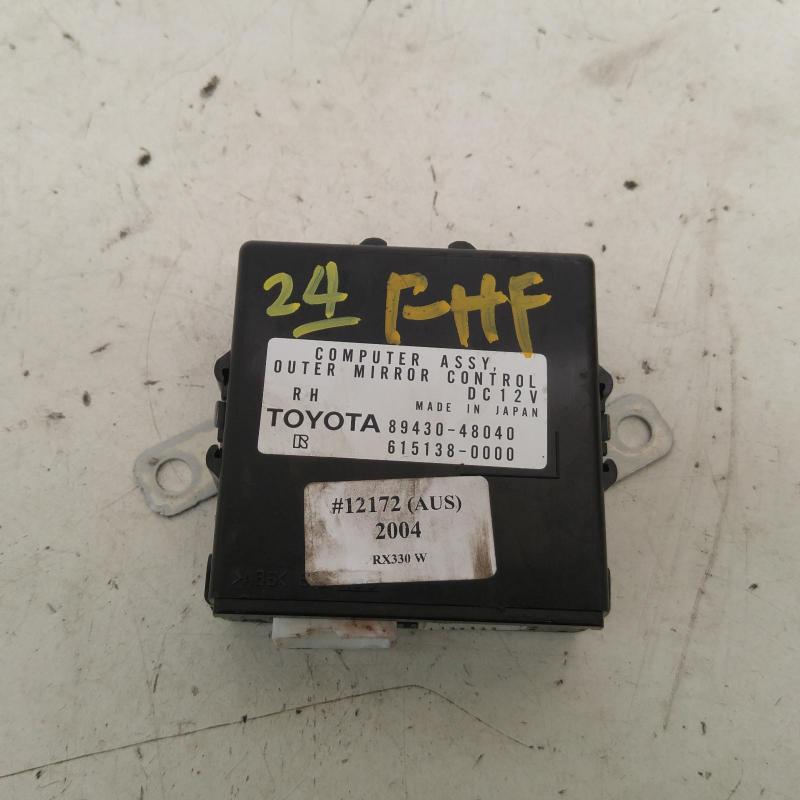 24 RHF
COMPUTER ASSY,
OUTER MIRROR CONTROL
RH DC12V
MADE IN JAPAN
TOYOTA 89430-48040
R 615138-0000
#12172 (AUS)
2004
RX330 W